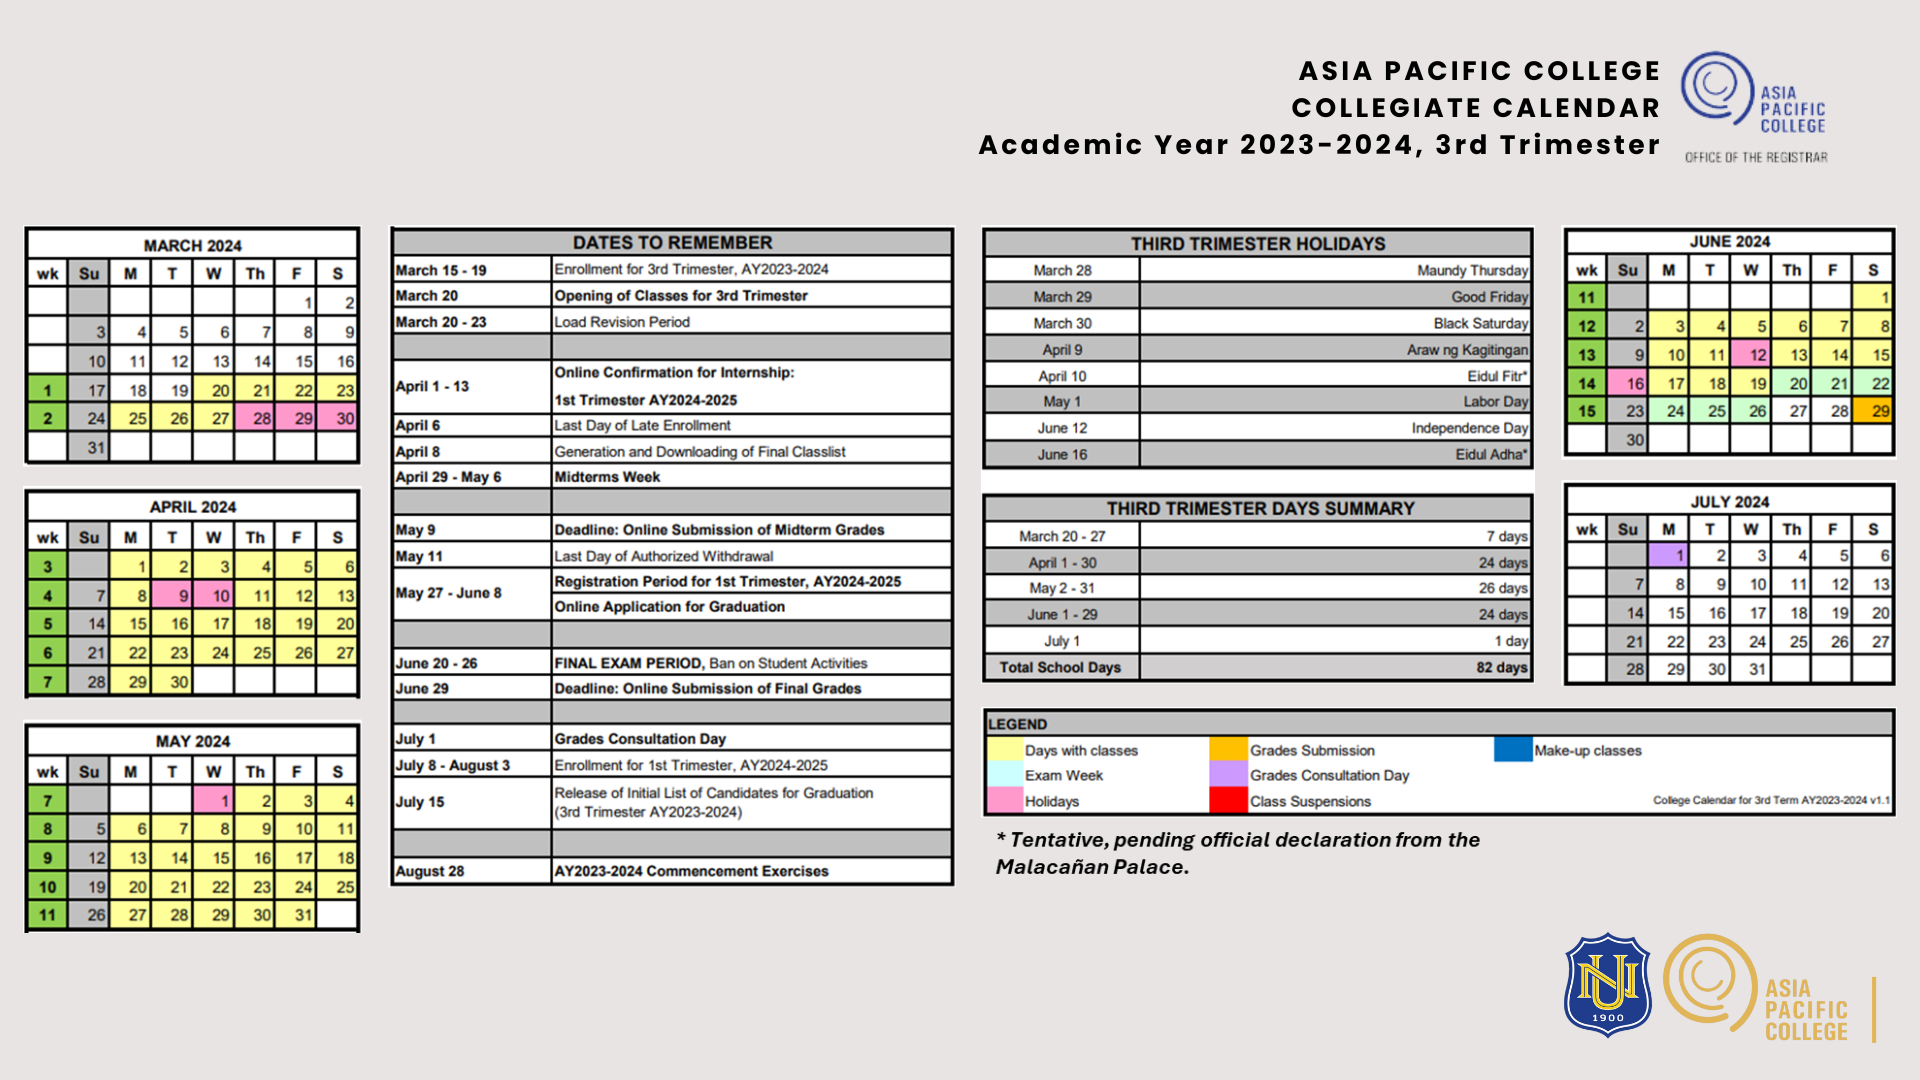 ASIA PACIFIC COLLEGE
COLLEGIATE CALENDAR
Academic Year 2023-2024, 3rd Trimester
ASIA
PACIFIC
COLLEGE
OFFICE OF THE REGISTRAR
MARCH 2024
wk Su M T W Th F S
1 2
3 4 5 6 7 8 9
10 11 12 13 14 15 16
1 17 18 19 20 21 22 23
2 24 25 26 27 28 29 30
31
APRIL 2024
wk Su M T W Th F S
3 1 2 3 4 5 6
4 7 8 9 10 11 12 13
5 14 15 16 17 18 19 20
6 21 22 23 24 25 26 27
7 28 29 30
MAY 2024
wk Su M T W Th F S
7 1 2 3 4
8 5 6 7 8 9 10 11
9 12 13 14 15 16 17 18
10 19 20 21 22 23 24 25
11 26 27 28 29 30 31
DATES TO REMEMBER
March 15 - 19 Enrollment for 3rd Trimester, AY2023-2024
March 20 Opening of Classes for 3rd Trimester
March 20 - 23 Load Revision Period
April 1 - 13 Online Confirmation for Internship:
1st Trimester AY2024-2025
April 6 Last Day of Late Enrollment
April 8 Generation and Downloading of Final Classlist
April 29 - May 6 Midterms Week
May 9 Deadline: Online Submission of Midterm Grades
May 11 Last Day of Authorized Withdrawal
May 27 - June 8 Registration Period for 1st Trimester, AY2024-2025
Online Application for Graduation
June 20 - 26 FINAL EXAM PERIOD, Ban on Student Activities
June 29 Deadline: Online Submission of Final Grades
July 1 Grades Consultation Day
July 8 - August 3 Enrollment for 1st Trimester, AY2024-2025
July 15 Release of Initial List of Candidates for Graduation
(3rd Trimester AY2023-2024)
August 28 AY2023-2024 Commencement Exercises
THIRD TRIMESTER HOLIDAYS
March 28 Maundy Thursday
March 29 Good Friday
March 30 Black Saturday
April 9 Araw ng Kagitingan
April 10 Eidul Fitr*
May 1 Labor Day
June 12 Independence Day
June 16 Eidul Adha*
THIRD TRIMESTER DAYS SUMMARY
March 20 - 27 7 days
April 1 - 30 24 days
May 2 - 31 26 days
June 1 - 29 24 days
July 1 1 day
Total School Days 82 days
JUNE 2024
wk Su M T W Th F S
11 1
12 2 3 4 5 6 7 8
13 9 10 11 12 13 14 15
14 16 17 18 19 20 21 22
15 23 24 25 26 27 28 29
30
JULY 2024
wk Su M T W Th F S
1 2 3 4 5 6
7 8 9 10 11 12 13
14 15 16 17 18 19 20
21 22 23 24 25 26 27
28 29 30 31
LEGEND
Days with classes Grades Submission Make-up classes
Exam Week Grades Consultation Day
Holidays Class Suspensions College Calendar for 3rd Term AY2023-2024 v1.1
* Tentative, pending official declaration from the
Malacañan Palace.
NU
1900
ASIA
PACIFIC
COLLEGE